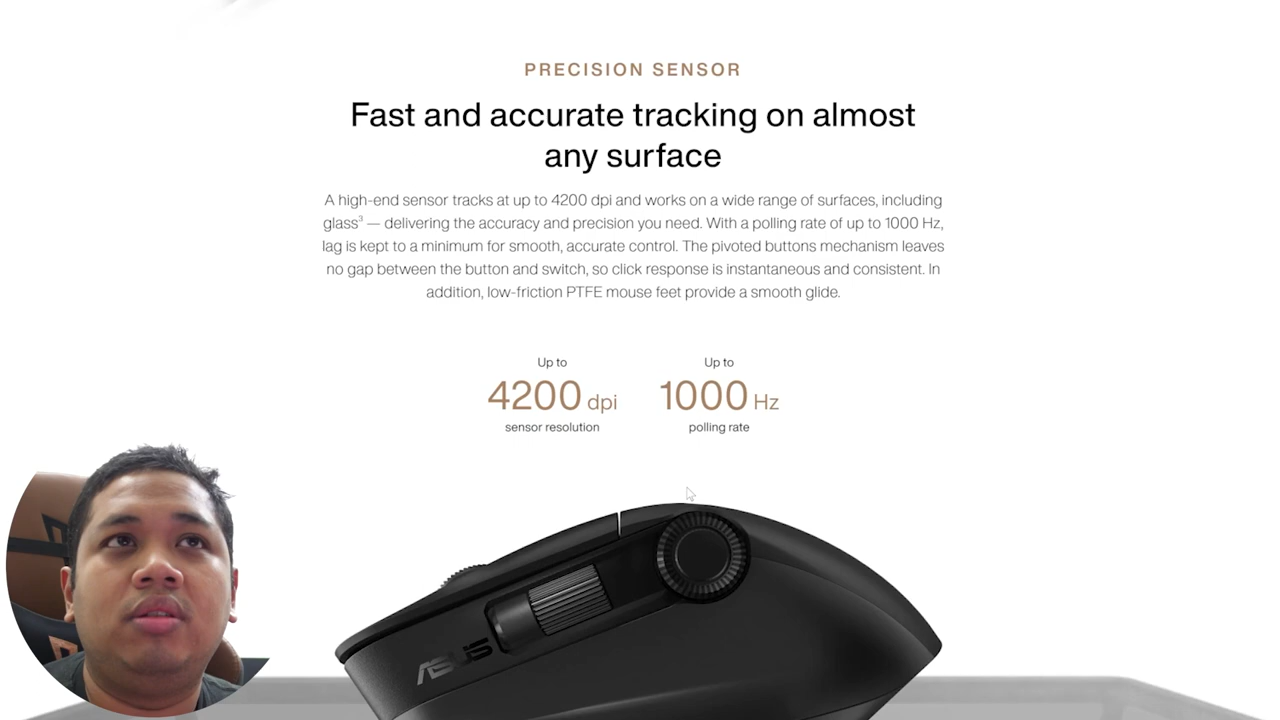 PRECISION SENSOR
Fast and accurate tracking on almost
any surface
A high-end sensor tracks at up to 4200 dpi and works on a wide range of surfaces, including
glass³ — delivering the accuracy and precision you need. With a polling rate of up to 1000 Hz,
lag is kept to a minimum for smooth, accurate control. The pivoted buttons mechanism leaves
no gap between the button and switch, so click response is instantaneous and consistent. In
addition, low-friction PTFE mouse feet provide a smooth glide.
Up to
4200 dpi
sensor resolution
Up to
1000 Hz
polling rate
ASUS